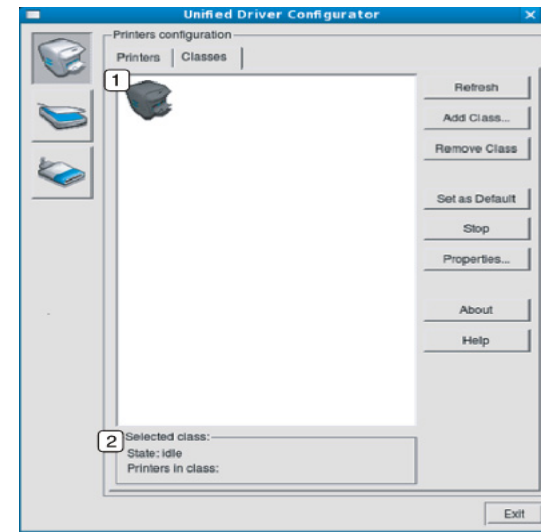 Unified Driver Configurator
Printers configuration
Printers Classes
1
Refresh
Add Class...
Remove Class
Set as Default
Stop
Properties...
About
Help
2 Selected class:
State: idle
Printers in class:
Exit